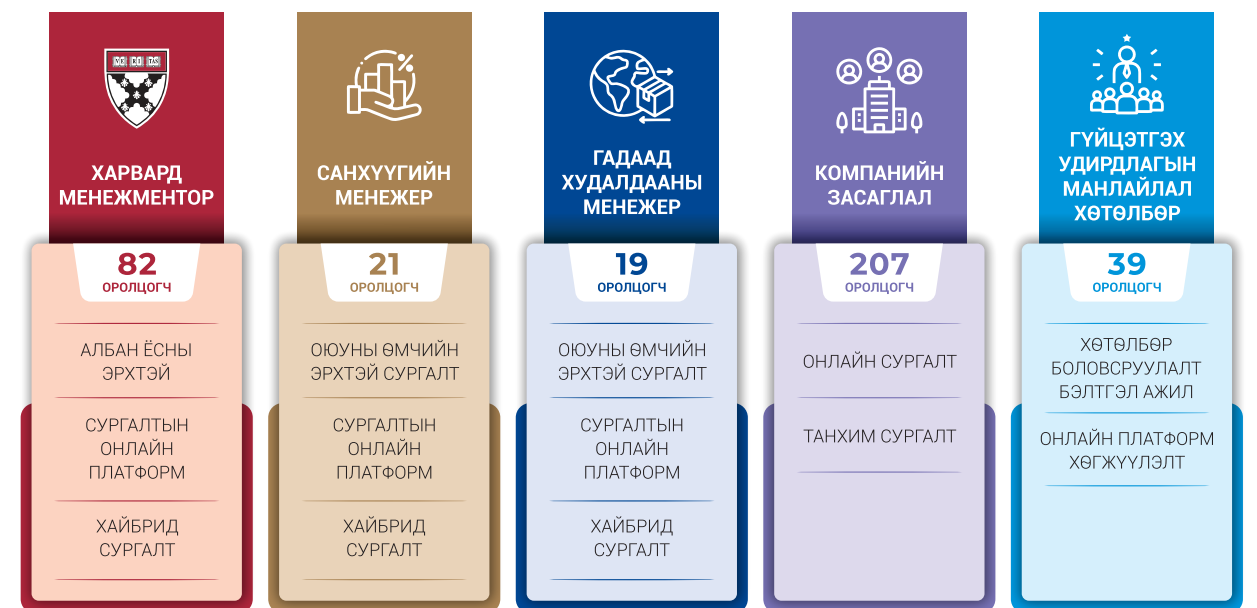 ХАРВАРД
МЕНЕЖМЕНТОР
82
ОРОЛЦОГЧ
АЛБАН ЁСНЫ
ЭРХТЭЙ
СУРГАЛТЫН
ОНЛАЙН
ПЛАТФОРМ
ХАЙБРИД
СУРГАЛТ
%
САНХҮҮГИЙН
МЕНЕЖЕР
21
ОРОЛЦОГЧ
ОЮУНЫ ӨМЧИЙН
ЭРХТЭЙ СУРГАЛТ
СУРГАЛТЫН
ОНЛАЙН
ПЛАТФОРМ
ХАЙБРИД
СУРГАЛТ
ГАДААД
ХУДАЛДААНЫ
МЕНЕЖЕР
19
ОРОЛЦОГЧ
ОЮУНЫ ӨМЧИЙН
ЭРХТЭЙ СУРГАЛТ
СУРГАЛТЫН
ОНЛАЙН
ПЛАТФОРМ
ХАЙБРИД
СУРГАЛТ
КОМПАНИЙН
ЗАСАГЛАЛ
207
ОРОЛЦОГЧ
ОНЛАЙН СУРГАЛТ
ТАНХИМ СУРГАЛТ
ГҮЙЦЭТГЭХ
УДИРДЛАГЫН
МАНЛАЙЛАЛ
ХӨТӨЛБӨР
39
ОРОЛЦОГЧ
ХӨТӨЛБӨР
БОЛОВСРУУЛАЛТ
БЭЛТГЭЛ АЖИЛ
ОНЛАЙН ПЛАТФОРМ
ХӨГЖҮҮЛЭЛТ